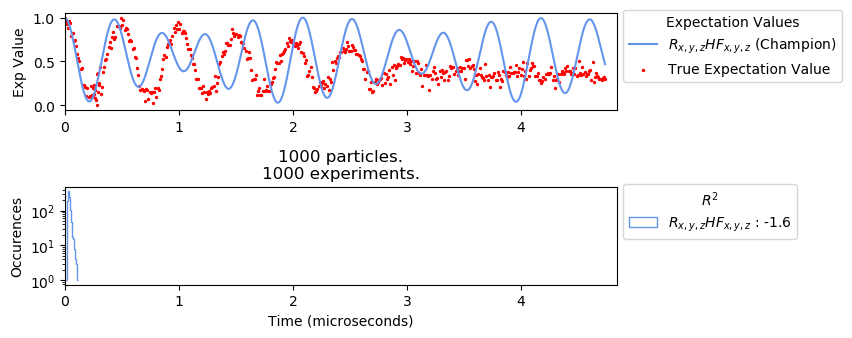 1.0
0.5
0.0
Exp Value
0 1 2 3 4
Expectation Values
R_{x,y,z}HF_{x,y,z} (Champion)
True Expectation Value
1000 particles.
1000 experiments.
10^2
10^1
10^0
Occurences
0 1 2 3 4
Time (microseconds)
R^2
R_{x,y,z}HF_{x,y,z} : -1.6